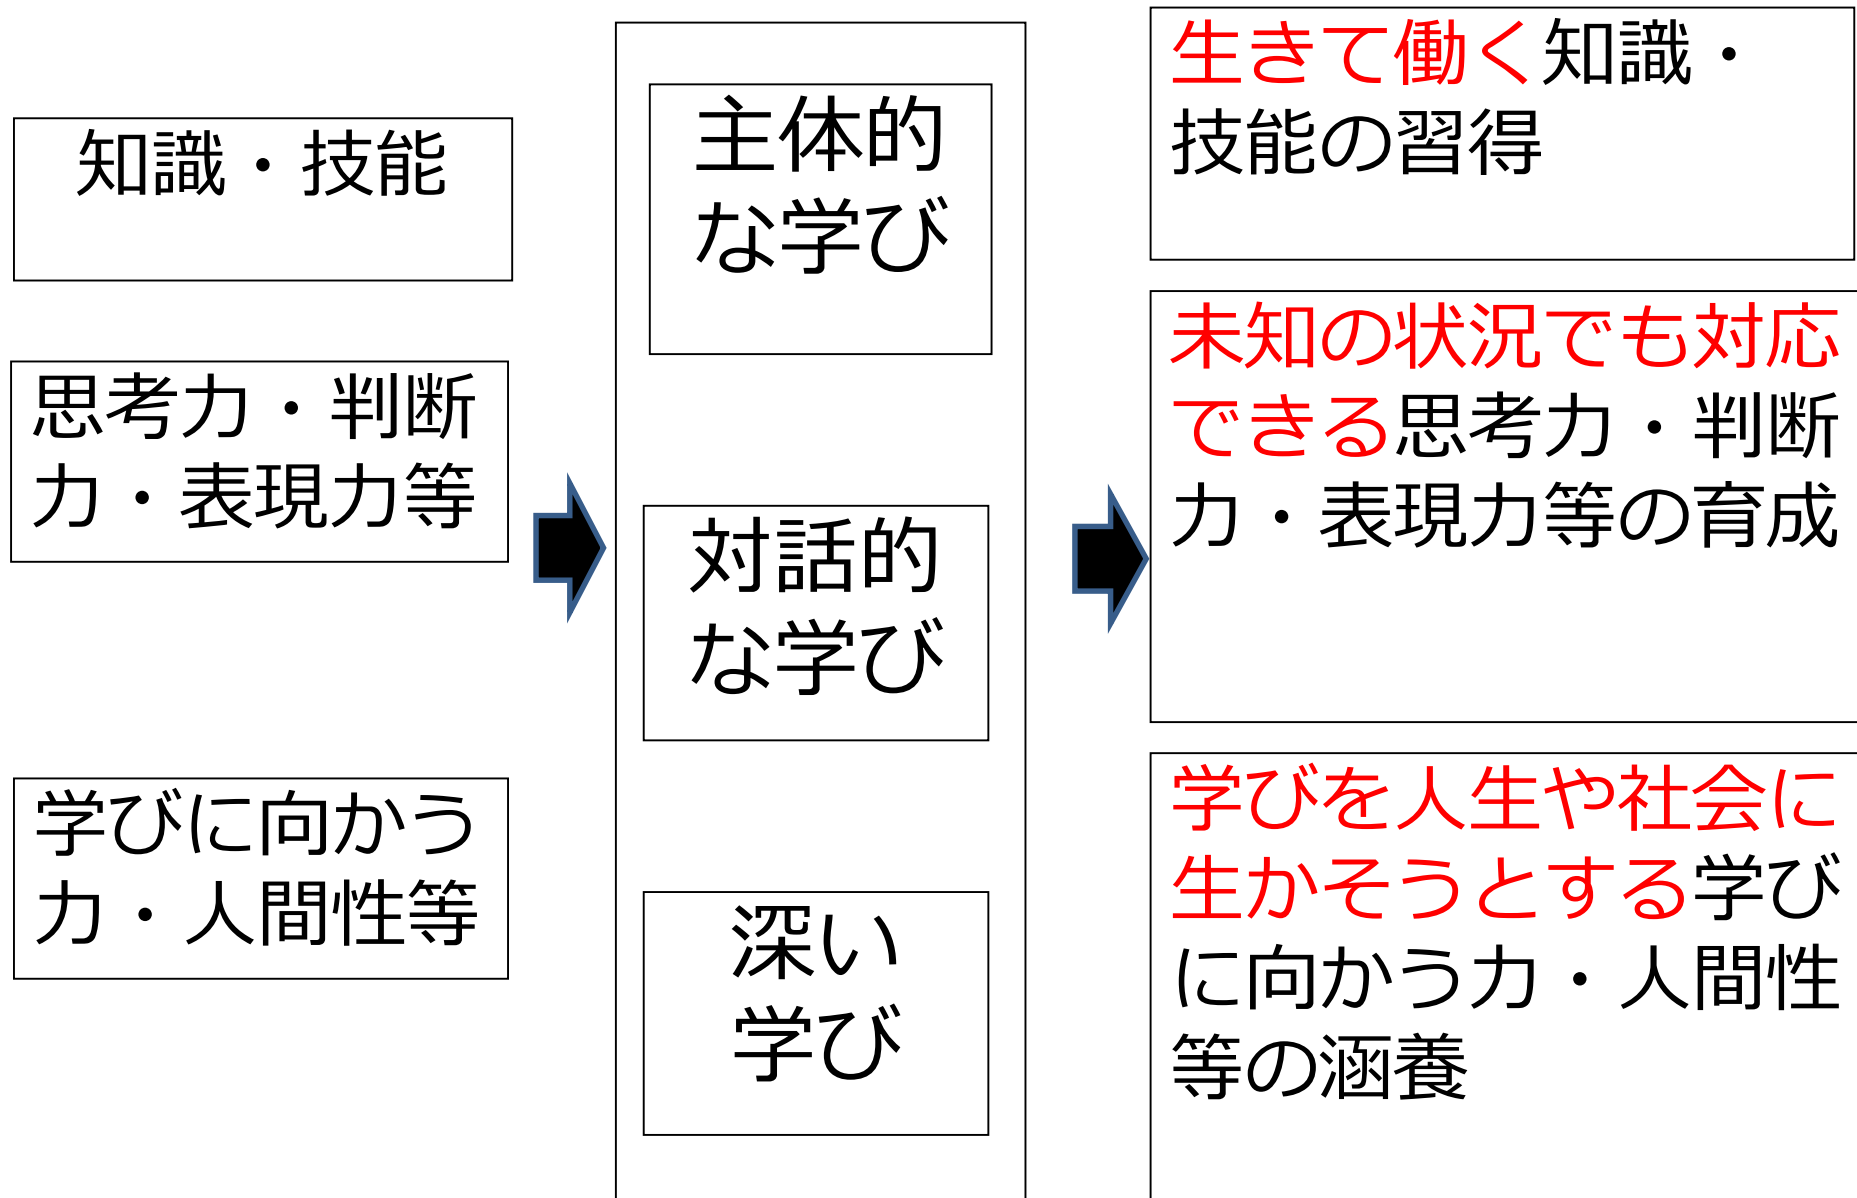 知識・技能
思考力・判断
力・表現力等
学びに向かう
力・人間性等
主体的
な学び
対話的
な学び
深い
学び
生きて働く知識・
技能の習得
未知の状況でも対応
できる思考力・判断
力・表現力等の育成
学びを人生や社会に
生かそうとする学び
に向かう力・人間性
等の涵養